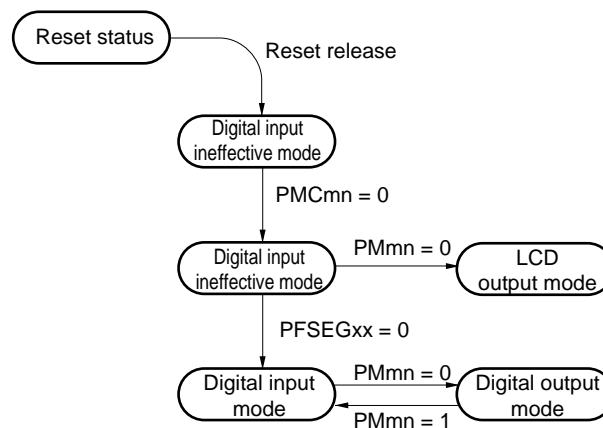 Reset status
Reset release
Digital input
ineffective mode
PMCmn = 0
Digital input
ineffective mode
PMmn = 0
LCD
output mode
PFSEGxx = 0
Digital input
mode
PMmn = 0
PMmn = 1
Digital output
mode